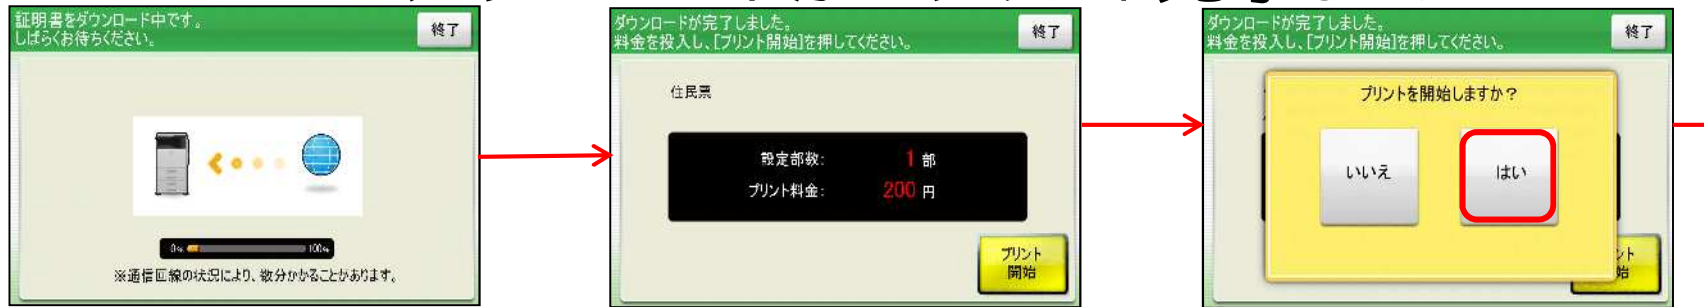 証明書をダウンロード中です。
しばらくお待ちください。
終了
0%
100%
※通信回線の状況により、数分かかることがあります。
ダウンロードが完了しました。
料金を投入し、[プリント開始]を押してください。
終了
住民票
設定部数: 1 部
プリント料金: 200 円
プリント
開始
ダウンロードが完了しました。
料金を投入し、[プリント開始]を押してください。
終了
プリントを開始しますか？
いいえ
はい